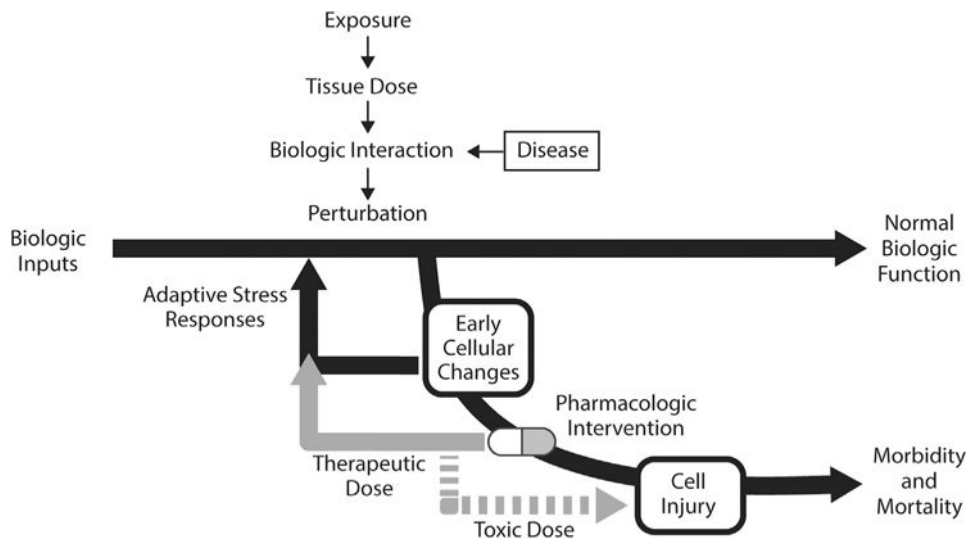 Exposure
Tissue Dose
Biologic Interaction
Disease
Perturbation
Biologic
Inputs
Normal
Biologic
Function
Adaptive Stress
Responses
Early
Cellular
Changes
Pharmacologic
Intervention
Therapeutic
Dose
Toxic Dose
Cell
Injury
Morbidity
and
Mortality